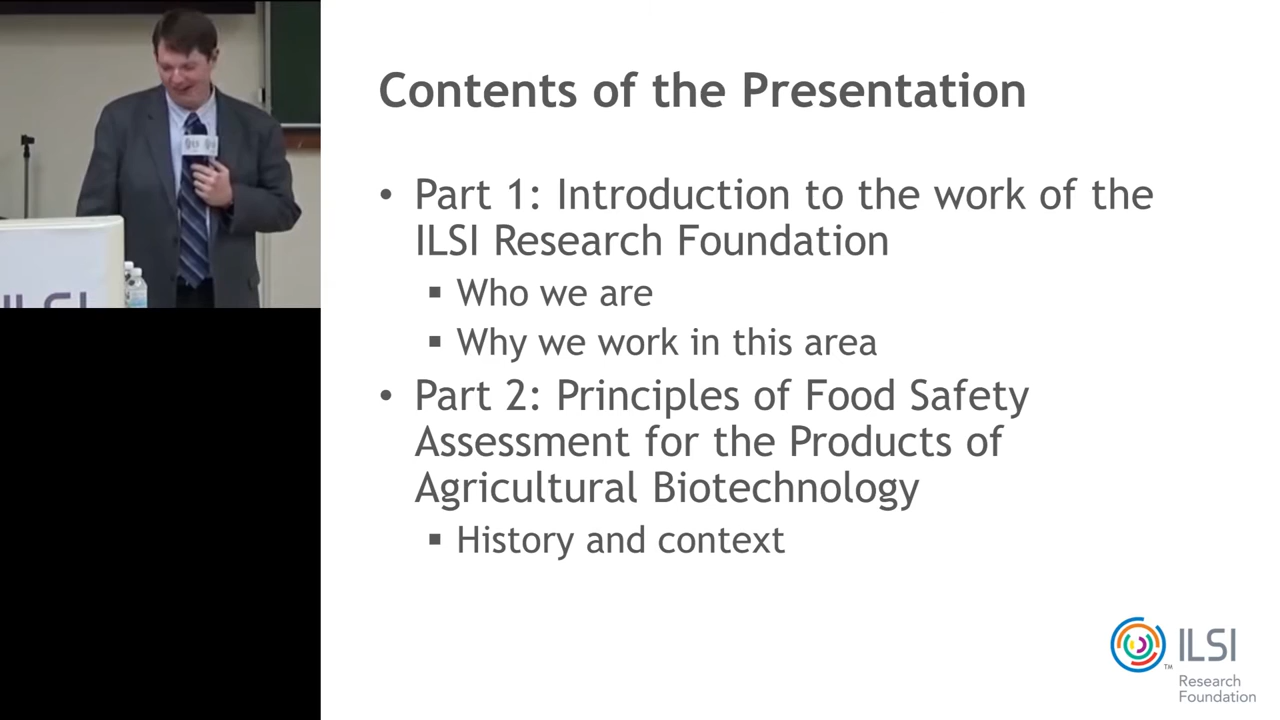 Contents of the Presentation
• Part 1: Introduction to the work of the
ILSI Research Foundation
▪ Who we are
▪ Why we work in this area
• Part 2: Principles of Food Safety
Assessment for the Products of
Agricultural Biotechnology
▪ History and context
ILSI
TM
Research
Foundation
ILSI